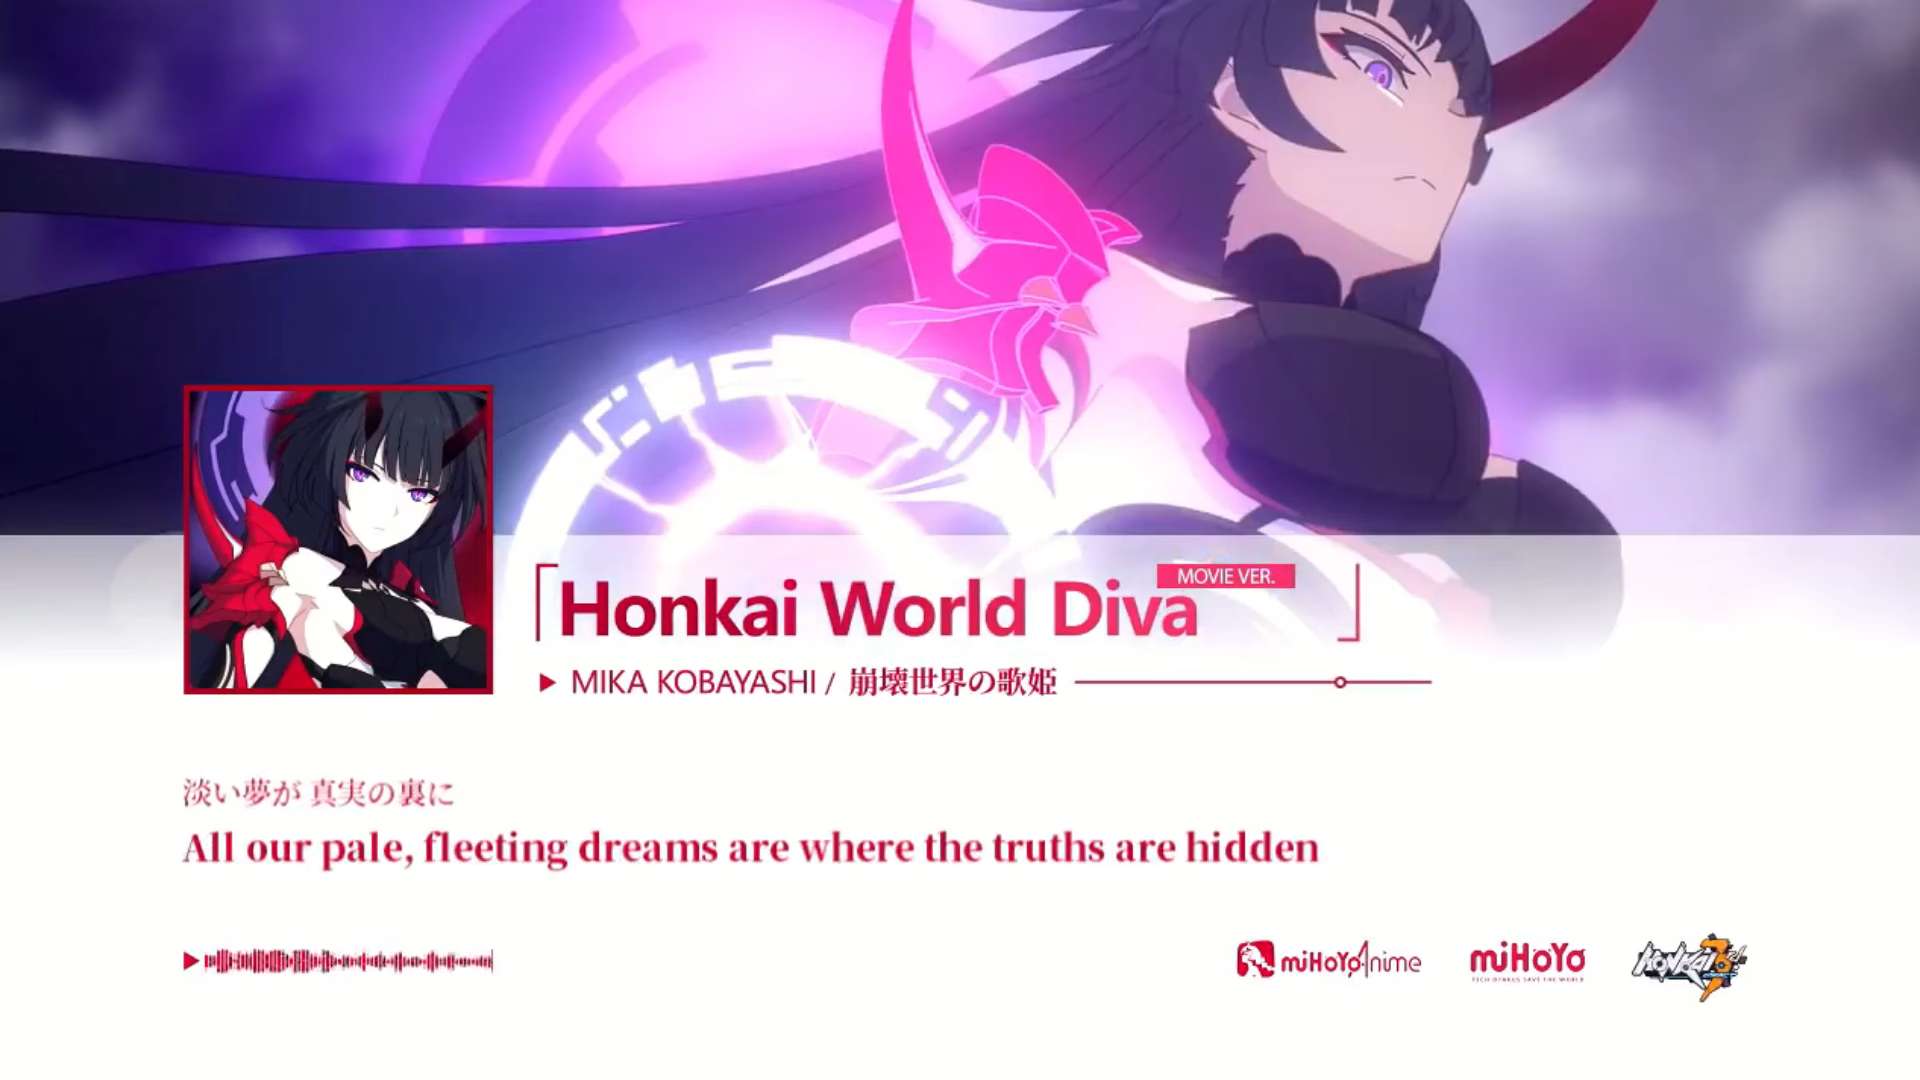 MOVIE VER.
「Honkai World Diva」
MIKA KOBAYASHI / 崩壊世界の歌姫
淡い夢が 真実の裏に
All our pale, fleeting dreams are where the truths are hidden
miHoYoAnime
miHoYo
TECH OTAKUS SAVE THE WORLD
HONKAI 3rd